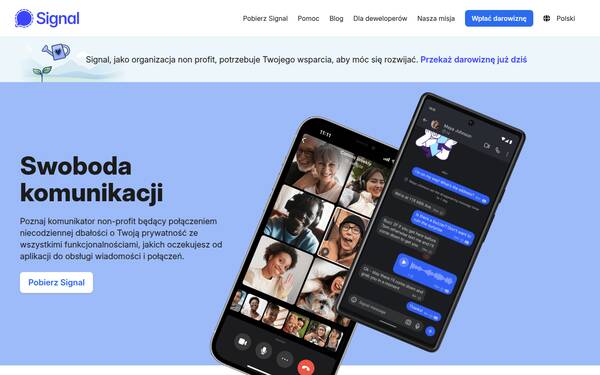 Signal
Pobierz Signal
Pomoc
Blog
Dla deweloperów
Nasza misja
Wpłać darowiznę
Polski
Signal, jako organizacja non profit, potrzebuje Twojego wsparcia, aby móc się rozwijać. Przekaż darowiznę już dziś
Swoboda
komunikacji
Poznaj komunikator non-profit będący połączeniem
niecodziennej dbałości o Twoją prywatność ze
wszystkimi funkcjonalnościami, jakich oczekujesz od
aplikacji do obsługi wiadomości i połączeń.
Pobierz Signal
11:11
Maya Johnson
Signal message